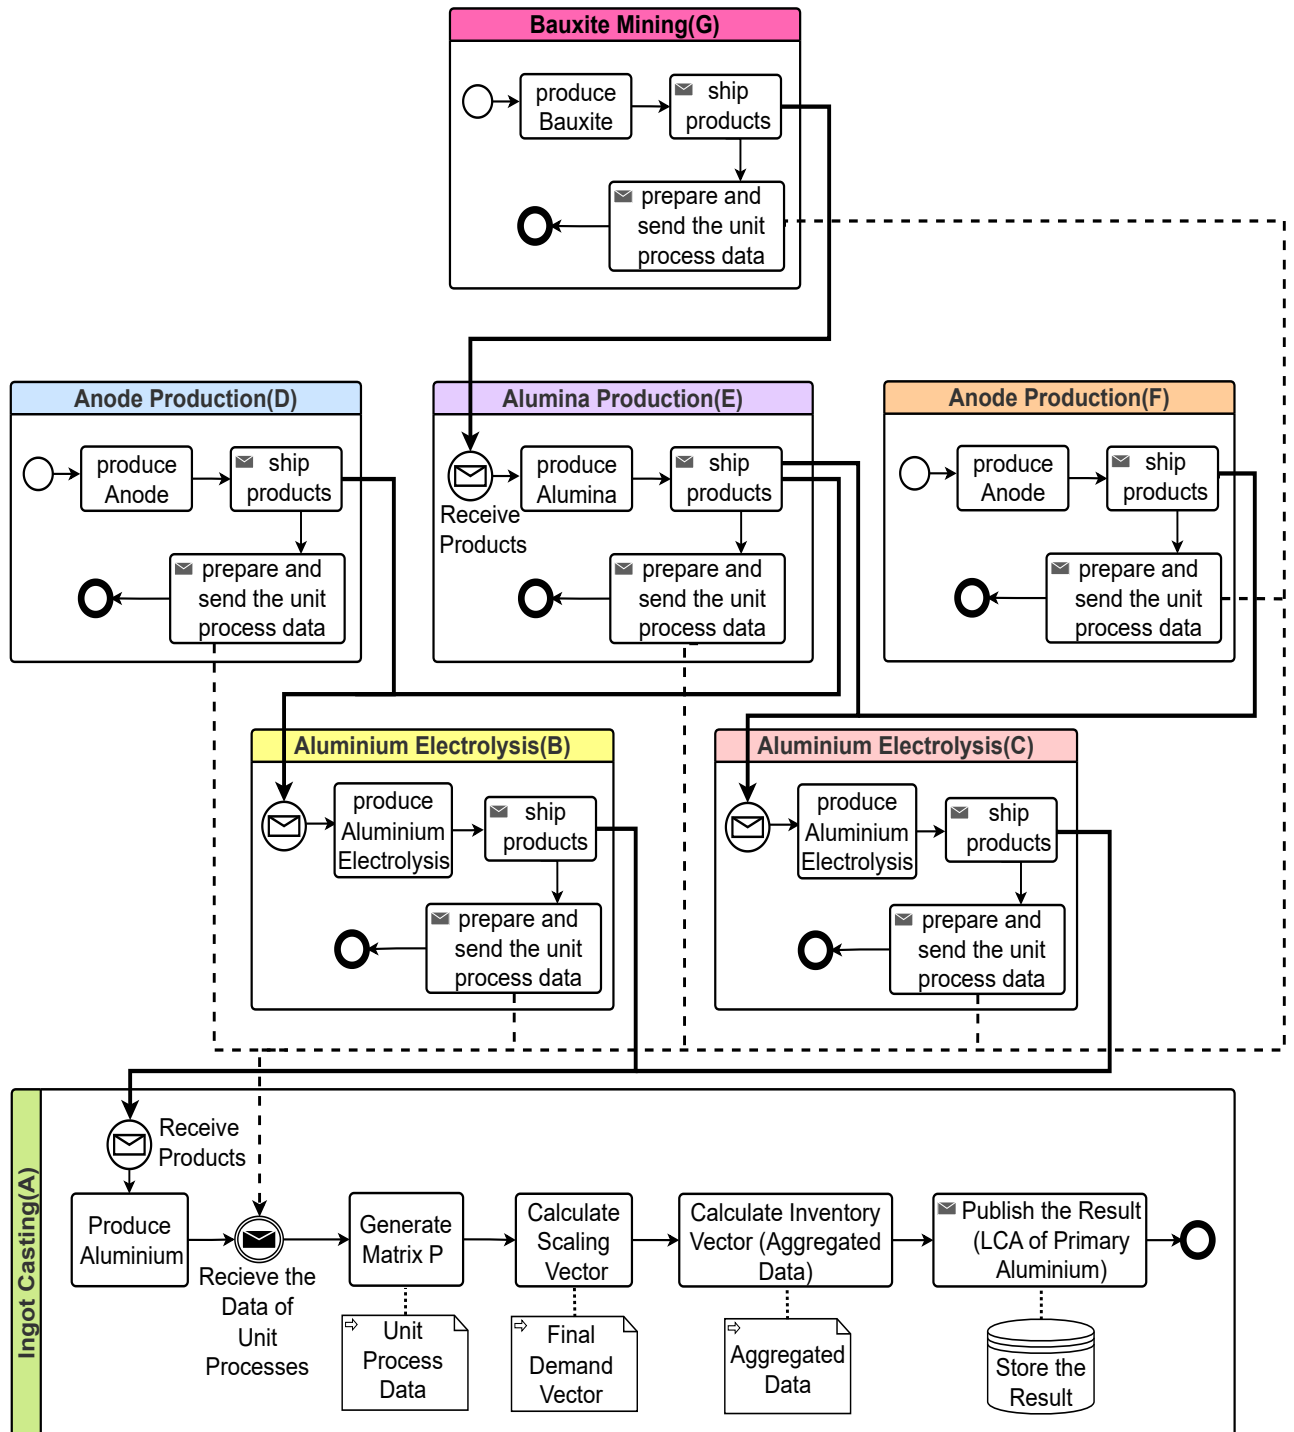 Bauxite Mining(G)
produce
Bauxite
ship
products
prepare and
send the unit
process data
Anode Production(D)
produce
Anode
ship
products
prepare and
send the unit
process data
Alumina Production(E)
Receive
Products
produce
Alumina
ship
products
prepare and
send the unit
process data
Anode Production(F)
produce
Anode
ship
products
prepare and
send the unit
process data
Aluminium Electrolysis(B)
produce
Aluminium
Electrolysis
ship
products
prepare and
send the unit
process data
Aluminium Electrolysis(C)
produce
Aluminium
Electrolysis
ship
products
prepare and
send the unit
process data
Ingot Casting(A)
Receive
Products
Produce
Aluminium
Recieve the
Data of
Unit
Processes
Generate
Matrix P
Unit
Process
Data
Calculate
Scaling
Vector
Final
Demand
Vector
Calculate Inventory
Vector (Aggregated
Data)
Aggregated
Data
Publish the Result
(LCA of Primary
Aluminium)
Store the
Result